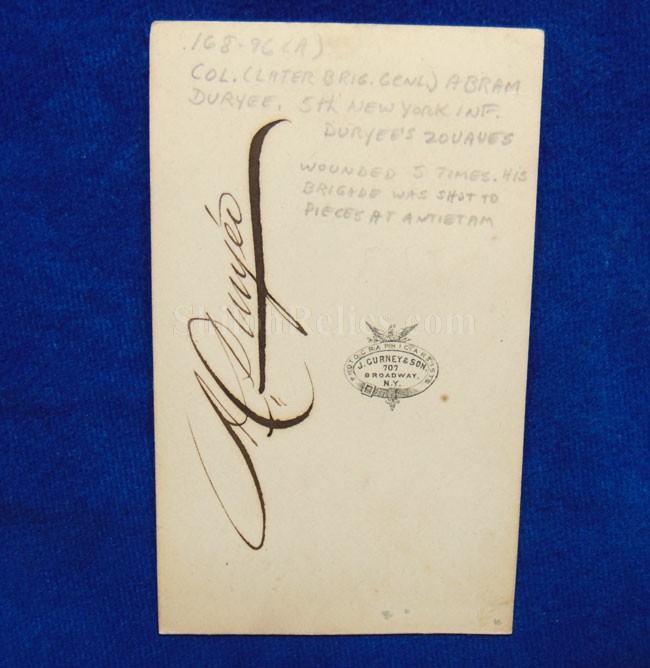 .168-96(A)
COL. (LATER BRIG. GENL.) ABRAM
DURYEE, 5th NEW YORK INF.
DURYEE'S ZOUAVES
WOUNDED 5 TIMES. HIS
BRIGADE WAS SHOT TO
PIECES AT ANTIETAM
A Duryée
ShilohRelics.com
PHOTOGRAPHIC ARTISTS
J. GURNEY & SON,
707
BROADWAY,
N.Y.